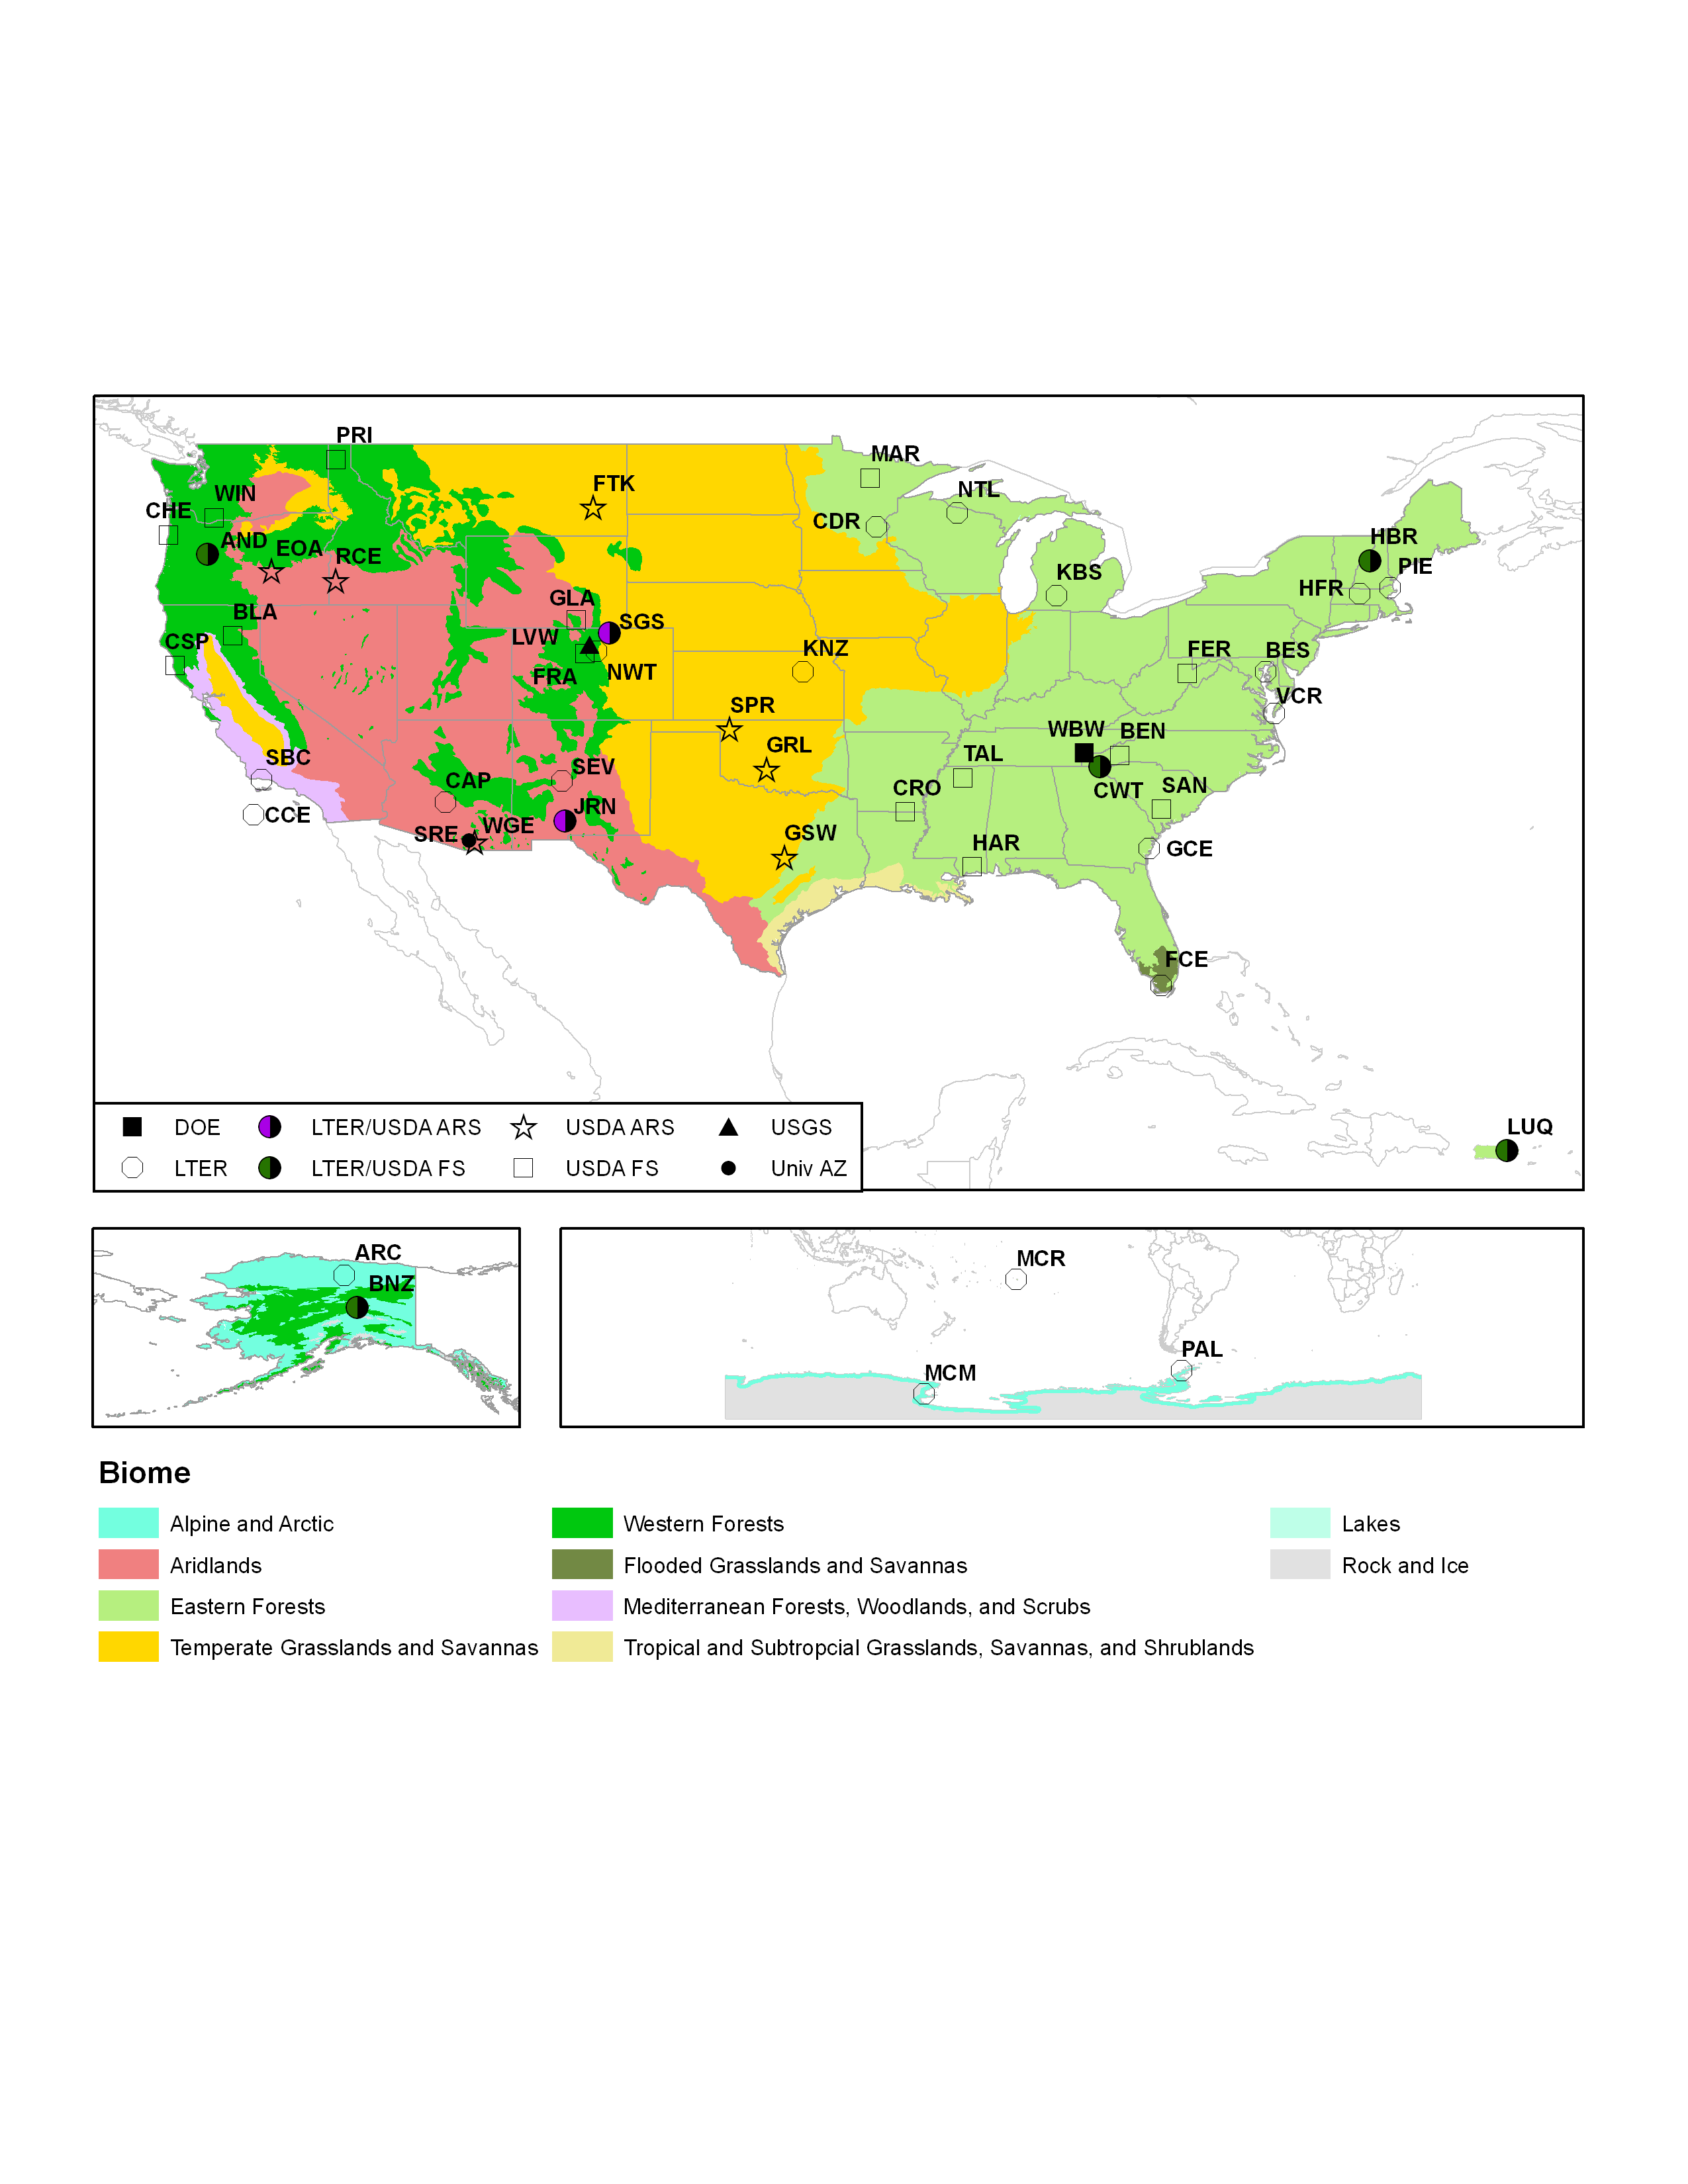 PRI
MAR
FTK
NTL
WIN
CHE
CDR
HBR
AND
EOA
RCE
PIE
KBS
HFR
GLA
BLA
SGS
LVW
CSP
KNZ
FER
BES
NWT
FRA
VCR
SPR
WBW
BEN
GRL
TAL
SBC
SEV
CAP
CRO
SAN
CWT
JRN
CCE
WGE
SRE
GSW
HAR
GCE
FCE
LUQ
DOE LTER/USDA ARS USDA ARS USGS
LTER LTER/USDA FS USDA FS Univ AZ
ARC
BNZ
MCR
PAL
MCM
Biome
Alpine and Arctic Western Forests Lakes
Aridlands Flooded Grasslands and Savannas Rock and Ice
Eastern Forests Mediterranean Forests, Woodlands, and Scrubs
Temperate Grasslands and Savannas Tropical and Subtropcial Grasslands, Savannas, and Shrublands